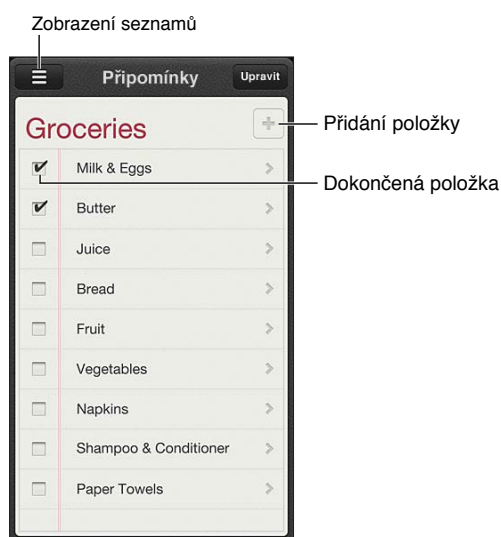 Zobrazení seznamů
Připomínky
Upravit
Groceries
Přidání položky
Milk & Eggs
Dokončená položka
Butter
Juice
Bread
Fruit
Vegetables
Napkins
Shampoo & Conditioner
Paper Towels